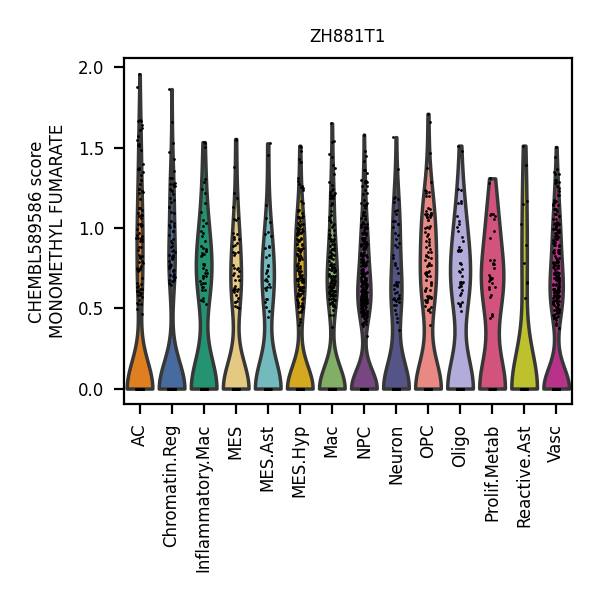 ZH881T1
CHEMBL589586 score
MONOMETHYL FUMARATE
2.0
1.5
1.0
0.5
0.0
AC
Chromatin.Reg
Inflammatory.Mac
MES
MES.Ast
MES.Hyp
Mac
NPC
Neuron
OPC
Oligo
Prolif.Metab
Reactive.Ast
Vasc